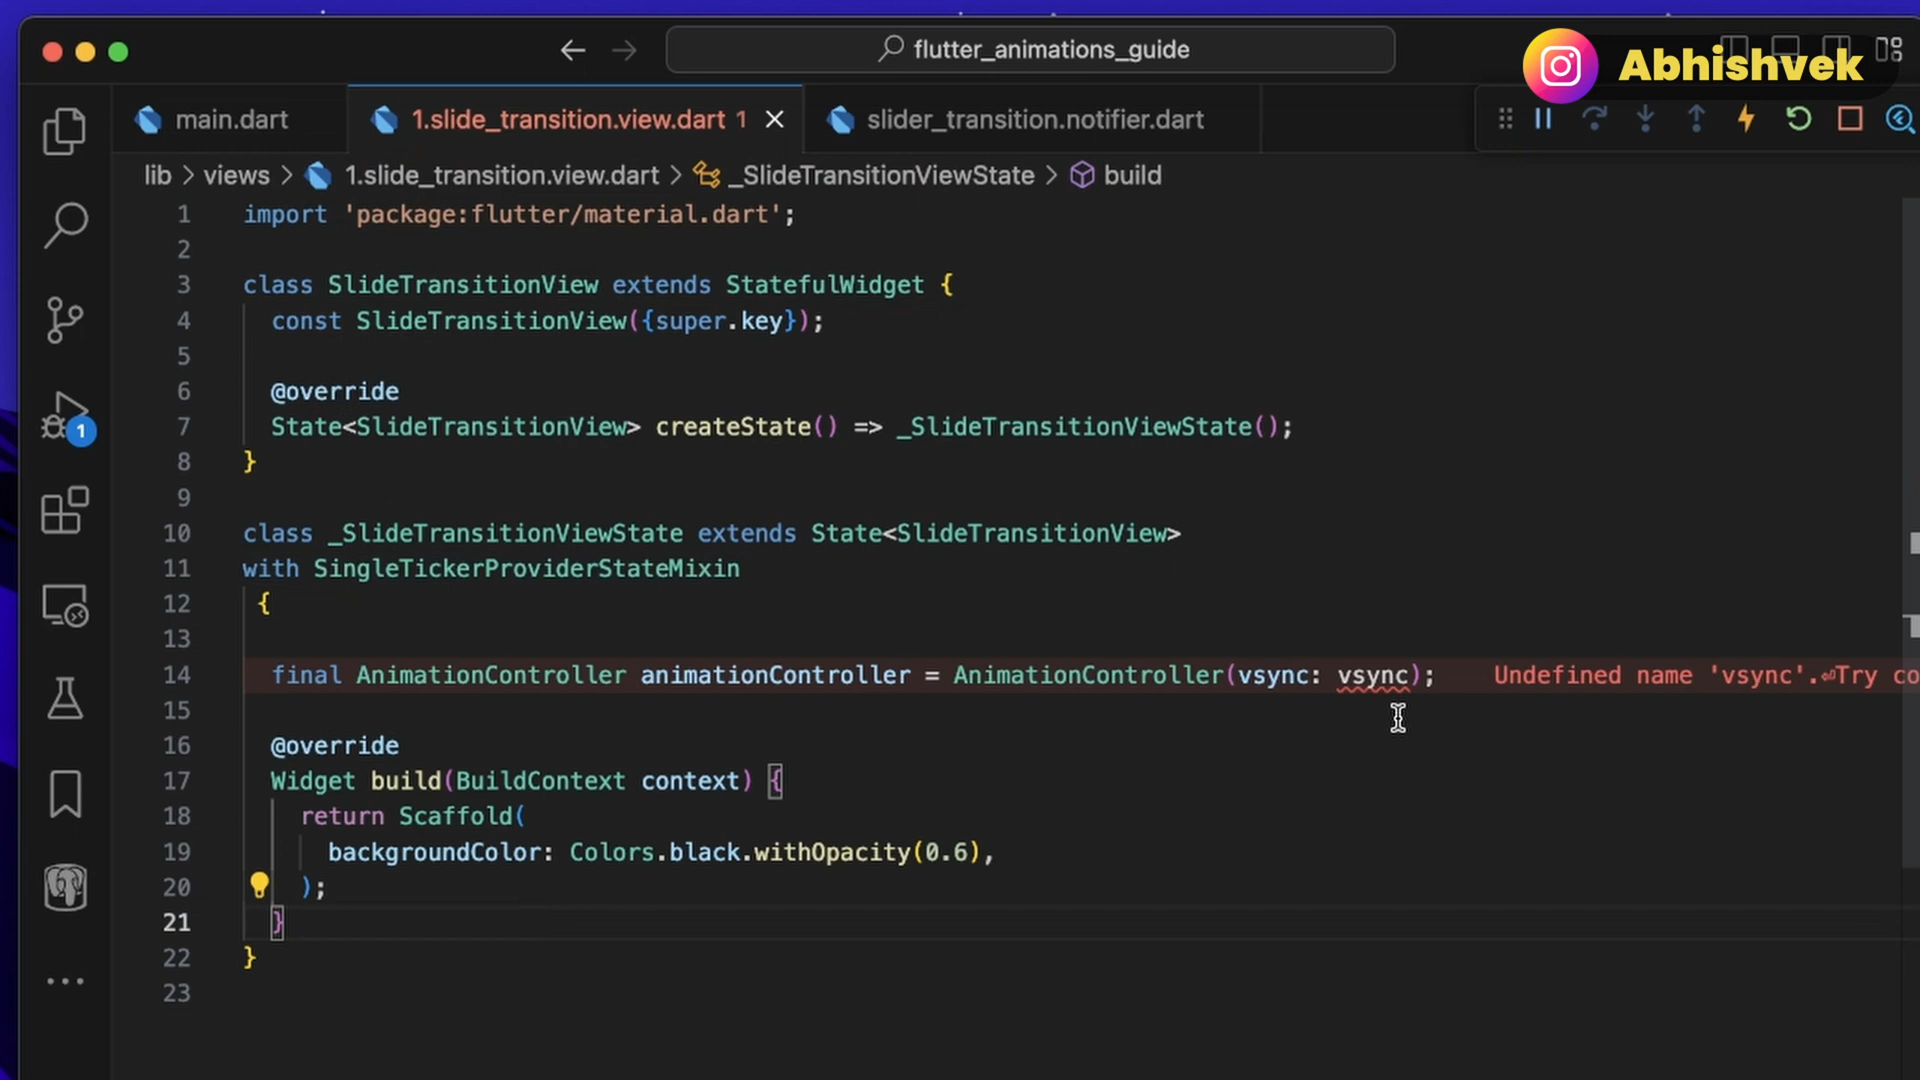 flutter_animations_guide
Abhishvek
main.dart
1.slide_transition.view.dart 1
slider_transition.notifier.dart
lib > views > 1.slide_transition.view.dart > _SlideTransitionViewState > build
1 import 'package:flutter/material.dart';
2
3 class SlideTransitionView extends StatefulWidget {
4 const SlideTransitionView({super.key});
5
6 @override
7 State<SlideTransitionView> createState() => _SlideTransitionViewState();
8 }
9
10 class _SlideTransitionViewState extends State<SlideTransitionView>
11 with SingleTickerProviderStateMixin
12 {
13
14 final AnimationController animationController = AnimationController(vsync: vsync); Undefined name 'vsync'.⏎Try co
15
16 @override
17 Widget build(BuildContext context) {
18 return Scaffold(
19 backgroundColor: Colors.black.withOpacity(0.6),
20 );
21 }
22 }
23
1